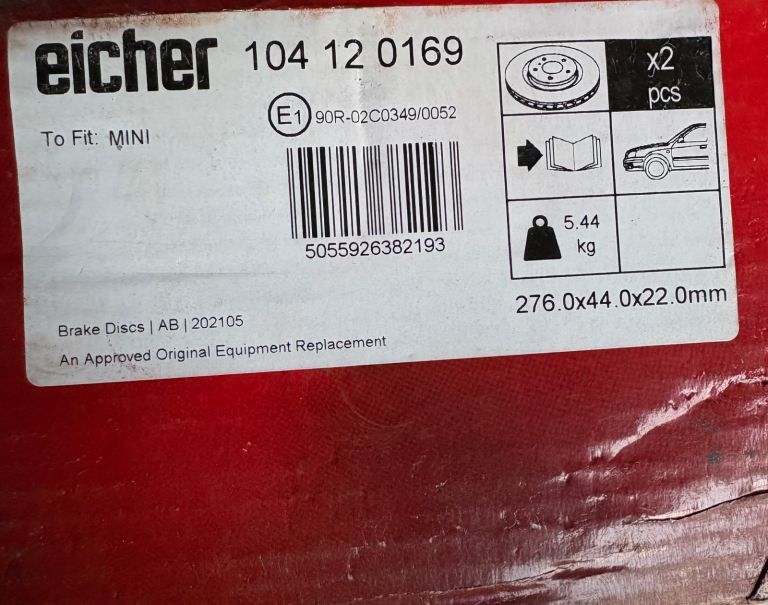 eicher 104 12 0169
E1 90R-02C0349/0052
To Fit: MINI
5055926382193
x2
pcs
5.44
kg
276.0x44.0x22.0mm
Brake Discs | AB | 202105
An Approved Original Equipment Replacement